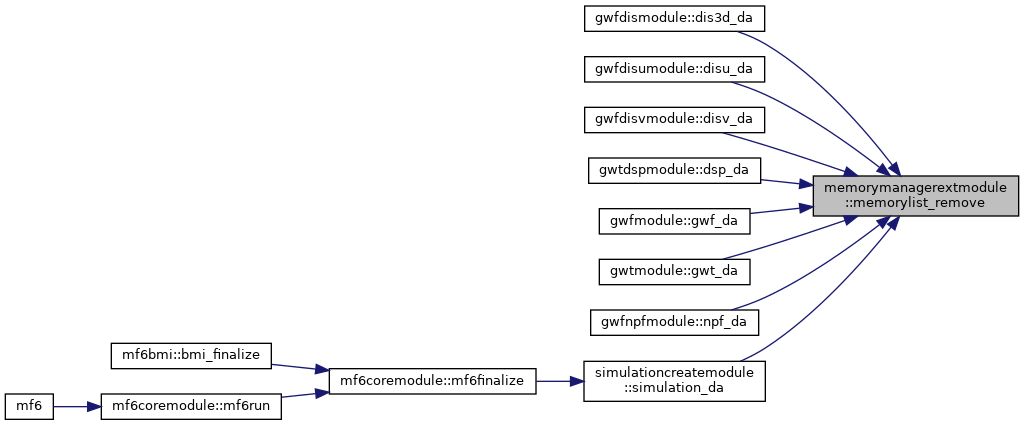 gwfdismodule::dis3d_da
gwfdisumodule::disu_da
gwfdisvmodule::disv_da
gwtdspmodule::dsp_da
memorymanagerextmodule
::memorylist_remove
gwfmodule::gwf_da
gwtmodule::gwt_da
gwfnpfmodule::npf_da
mf6bmi::bmi_finalize
simulationcreatemodule
::simulation_da
mf6coremodule::mf6finalize
mf6
mf6coremodule::mf6run